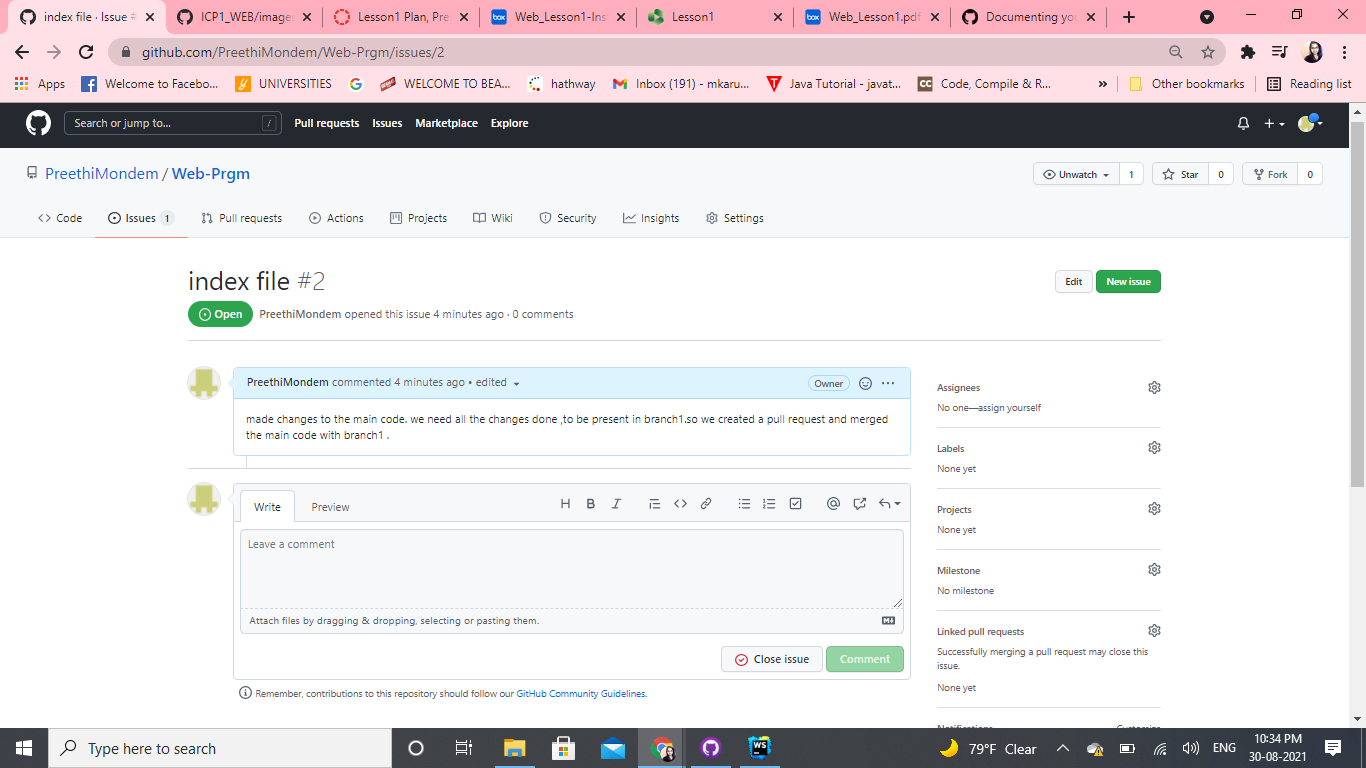 index file · Issue #
ICP1_WEB/image
Lesson1 Plan, Pre
Web_Lesson1-Ins
Lesson1
Web_Lesson1.pdf
Documenting yo
github.com/PreethiMondem/Web-Prgm/issues/2
Apps
Welcome to Facebo...
UNIVERSITIES
WELCOME TO BEA...
hathway
Inbox (191) - mkaru...
Java Tutorial - javat...
CC
Code, Compile & R...
»
Other bookmarks
Reading list
Search or jump to...
/
Pull requests
Issues
Marketplace
Explore
PreethiMondem / Web-Prgm
Unwatch 1
Star 0
Fork 0
Code
Issues 1
Pull requests
Actions
Projects
Wiki
Security
Insights
Settings
index file #2
Edit
New issue
Open
PreethiMondem opened this issue 4 minutes ago · 0 comments
PreethiMondem commented 4 minutes ago • edited
Owner
made changes to the main code. we need all the changes done ,to be present in branch1.so we created a pull request and merged
the main code with branch1 .
Write
Preview
Leave a comment
Attach files by dragging & dropping, selecting or pasting them.
Close issue
Comment
Remember, contributions to this repository should follow our GitHub Community Guidelines.
Assignees
No one—assign yourself
Labels
None yet
Projects
None yet
Milestone
No milestone
Linked pull requests
Successfully merging a pull request may close this
issue.
None yet
Notifications
Customize
Type here to search
WS
79°F Clear
ENG
10:34 PM
30-08-2021